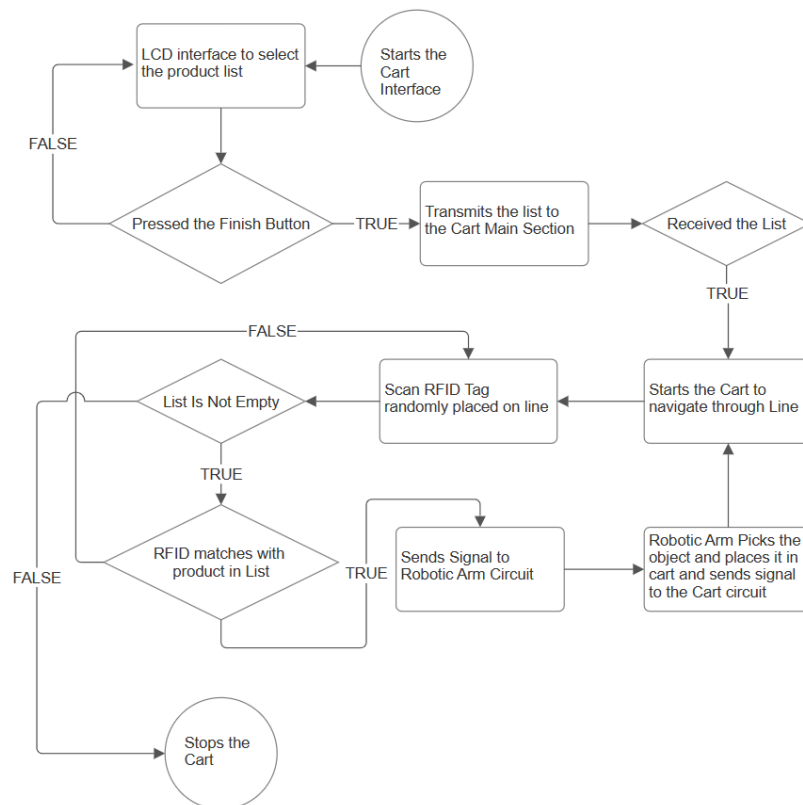 LCD interface to select
the product list
Starts the
Cart
Interface
FALSE
Pressed the Finish Button
TRUE
Transmits the list to
the Cart Main Section
Received the List
TRUE
FALSE
List Is Not Empty
Scan RFID Tag
randomly placed on line
Starts the Cart to
navigate through Line
TRUE
RFID matches with
product in List
FALSE
TRUE
Sends Signal to
Robotic Arm Circuit
Robotic Arm Picks the
object and places it in
cart and sends signal
to the Cart circuit
Stops the
Cart